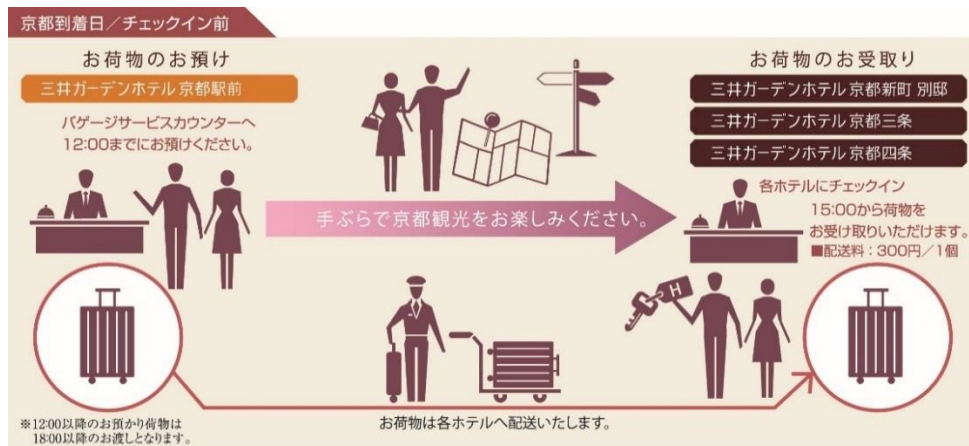 京都到着日／チェックイン前
お荷物のお預け
三井ガーデンホテル 京都駅前
バゲージサービスカウンターへ
12:00までにお預けください。
手ぶらで京都観光をお楽しみください。
お荷物のお受取り
三井ガーデンホテル 京都新町 別邸
三井ガーデンホテル 京都三条
三井ガーデンホテル 京都四条
各ホテルにチェックイン
15:00から荷物を
お受け取りいただけます。
■配送料：300円／1個
H
※12:00以降のお預かり荷物は
18:00以降のお渡しとなります。
お荷物は各ホテルへ配送いたします。